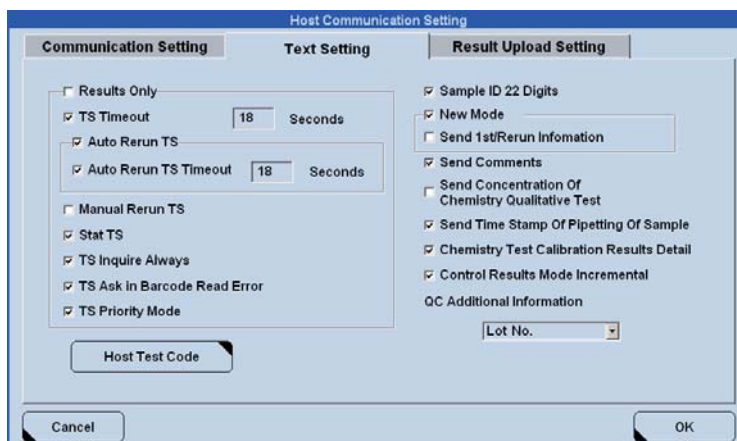 Host Communication Setting
Communication Setting
Text Setting
Result Upload Setting
Results Only
TS Timeout 18 Seconds
Auto Rerun TS
Auto Rerun TS Timeout 18 Seconds
Manual Rerun TS
Stat TS
TS Inquire Always
TS Ask in Barcode Read Error
TS Priority Mode
Host Test Code
Sample ID 22 Digits
New Mode
Send 1st/Rerun Infomation
Send Comments
Send Concentration Of
Chemistry Qualitative Test
Send Time Stamp Of Pipetting Of Sample
Chemistry Test Calibration Results Detail
Control Results Mode Incremental
QC Additional Information
Lot No.
Cancel
OK